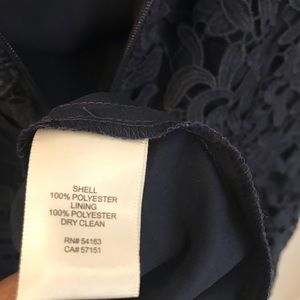 SHELL
100% POLYESTER
LINING
100% POLYESTER
DRY CLEAN
RN# 54163
CA# 57151